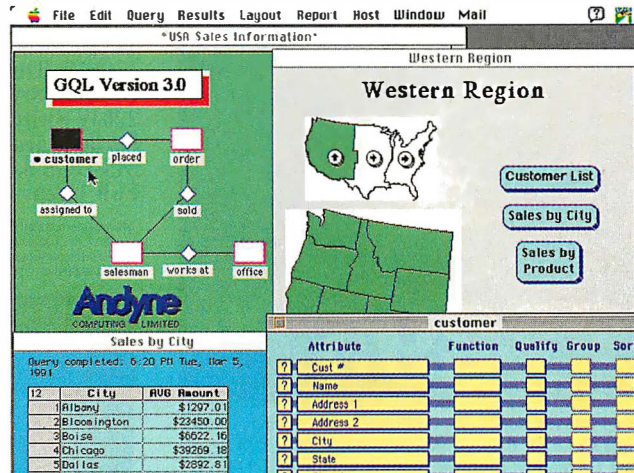 File Edit Query Results Layout Report Host Window Mail
*USA Sales Information*
Western Region
GQL Version 3.0
Western Region
customer
placed
order
Customer List
assigned to
sold
Sales by City
salesman
works at
office
Sales by
Product
Andyne
COMPUTING LIMITED
customer
Sales by City
Attribute Function Qualify Group Sor
Query completed: 6:20 PM Tue, Mar 5,
1991
? Cust #
? Name
12 City AVG Amount
? Address 1
1 Albany $1297.01
? Address 2
2 Bloomington $23450.00
? City
3 Boise $6622.16
? State
4 Chicago $39269.18
5 Dallas $2892.81